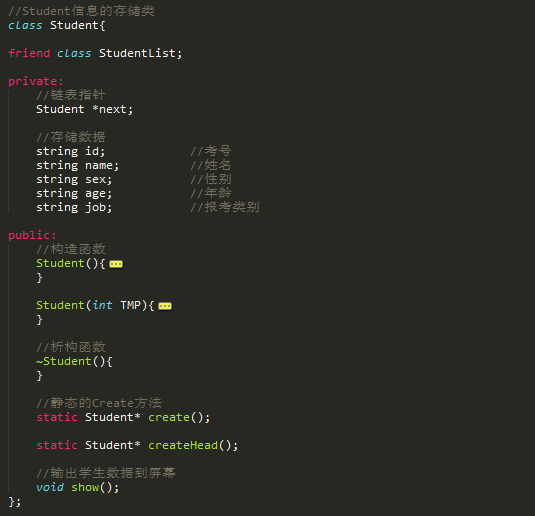 //Student信息的存储类
class Student{
friend class StudentList;
private:
//链表指针
Student *next;
//存储数据
string id; //考号
string name; //姓名
string sex; //性别
string age; //年龄
string job; //报考类别
public:
//构造函数
Student(){
}
Student(int TMP){
}
//析构函数
~Student(){
}
//静态的Create方法
static Student* create();
static Student* createHead();
//输出学生数据到屏幕
void show();
};